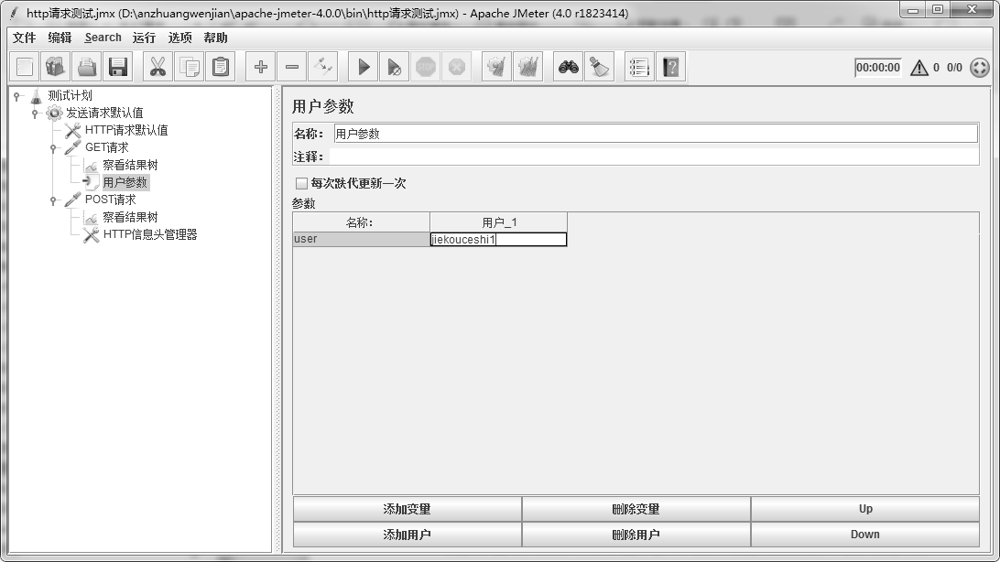 http请求测试.jmx (D:\anzhuangwenjian\apache-jmeter-4.0.0\bin\http请求测试.jmx) - Apache JMeter (4.0 r1823414)
文件 编辑 Search 运行 选项 帮助
STOP
00:00:00 0 0/0
测试计划
发送请求默认值
HTTP请求默认值
GET请求
察看结果树
用户参数
POST请求
察看结果树
HTTP信息头管理器
用户参数
名称： 用户参数
注释：
每次跌代更新一次
参数
名称: 用户_1
user jiekouceshi1
添加变量 删除变量 Up
添加用户 删除用户 Down